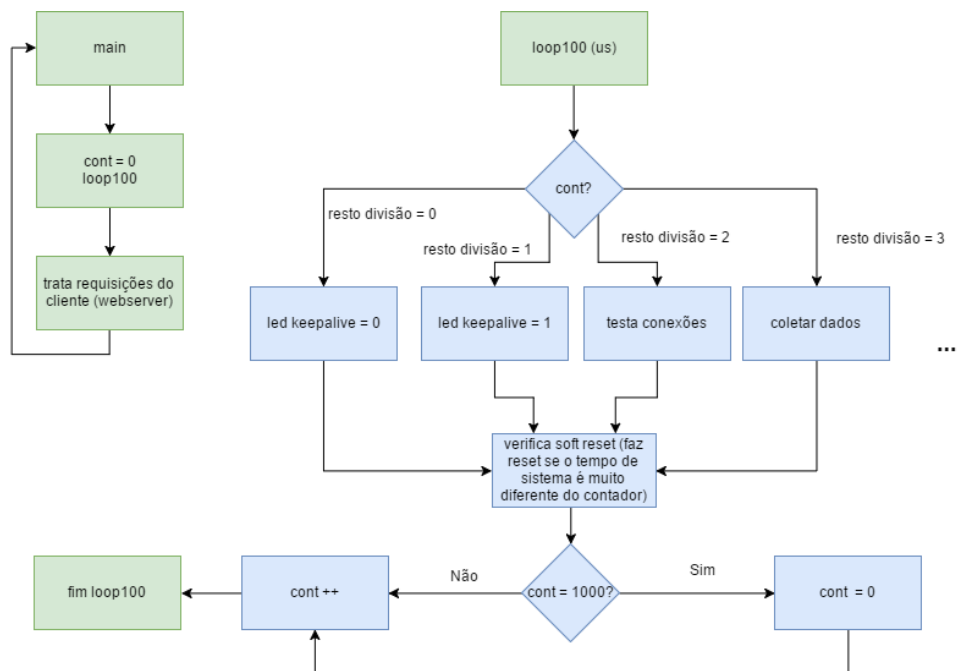 main
loop100 (us)
cont = 0
loop100
cont?
resto divisão = 0
resto divisão = 1
resto divisão = 2
resto divisão = 3
trata requisições do
cliente (webserver)
led keepalive = 0
led keepalive = 1
testa conexões
coletar dados
...
verifica soft reset (faz
reset se o tempo de
sistema é muito
diferente do contador)
fim loop100
cont ++
Não
cont = 1000?
Sim
cont = 0